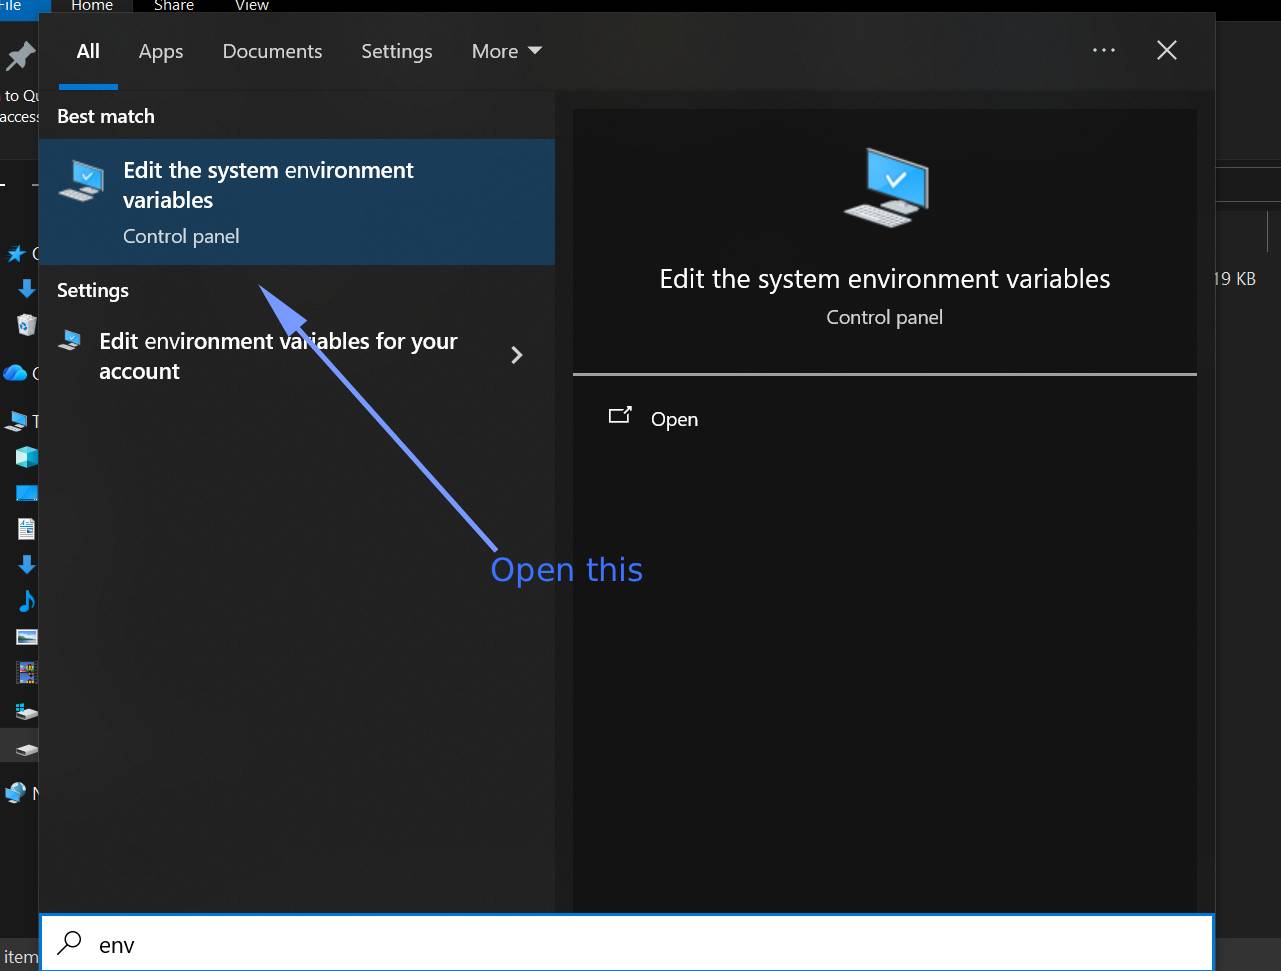 File Home Share View
All Apps Documents Settings More
to Qu
access
Best match
Edit the system environment
variables
Control panel
Settings
Edit environment variables for your
account
Edit the system environment variables
Control panel
Open
19 KB
Open this
env
item